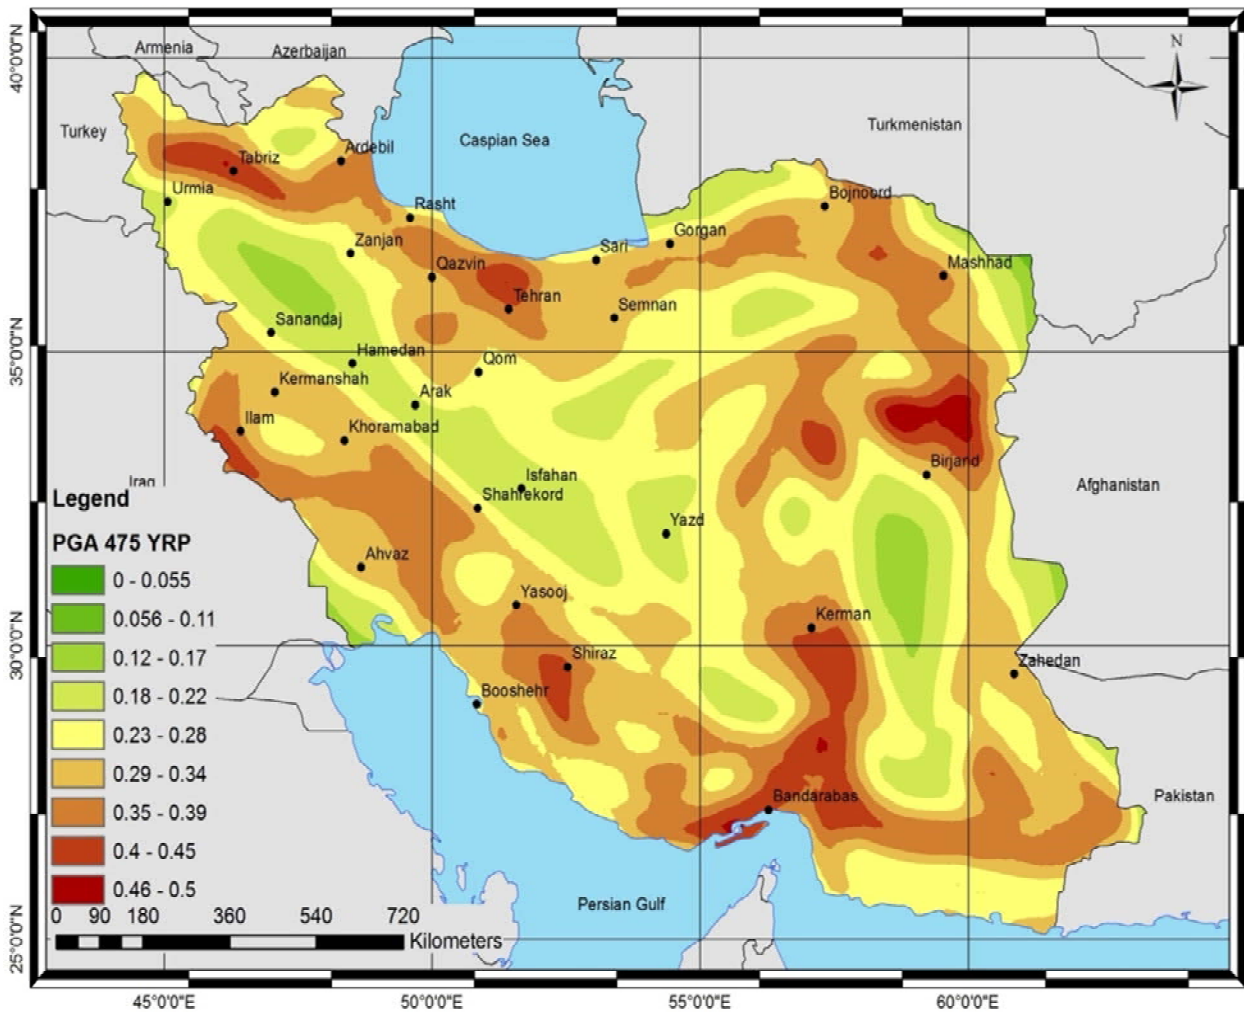 40°0'0"N
35°0'0"N
30°0'0"N
25°0'0"N
N
Armenia
Azerbaijan
Turkey
Caspian Sea
Turkmenistan
Tabriz
Ardebil
Urmia
Rasht
Bojnoord
Zanjan
Sari
Gorgan
Qazvin
Mashhad
Tehran
Semnan
Sanandaj
Hamedan
Qom
Kermanshah
Arak
Ilam
Khoramabad
Birjand
Iraq
Isfahan
Shahrekord
Afghanistan
Yazd
Ahvaz
Yasooj
Kerman
Shiraz
Zahedan
Booshehr
Bandarabas
Pakistan
Persian Gulf
Legend
PGA 475 YRP
0 - 0.055
0.056 - 0.11
0.12 - 0.17
0.18 - 0.22
0.23 - 0.28
0.29 - 0.34
0.35 - 0.39
0.4 - 0.45
0.46 - 0.5
0 90 180 360 540 720
Kilometers
45°0'0"E
50°0'0"E
55°0'0"E
60°0'0"E